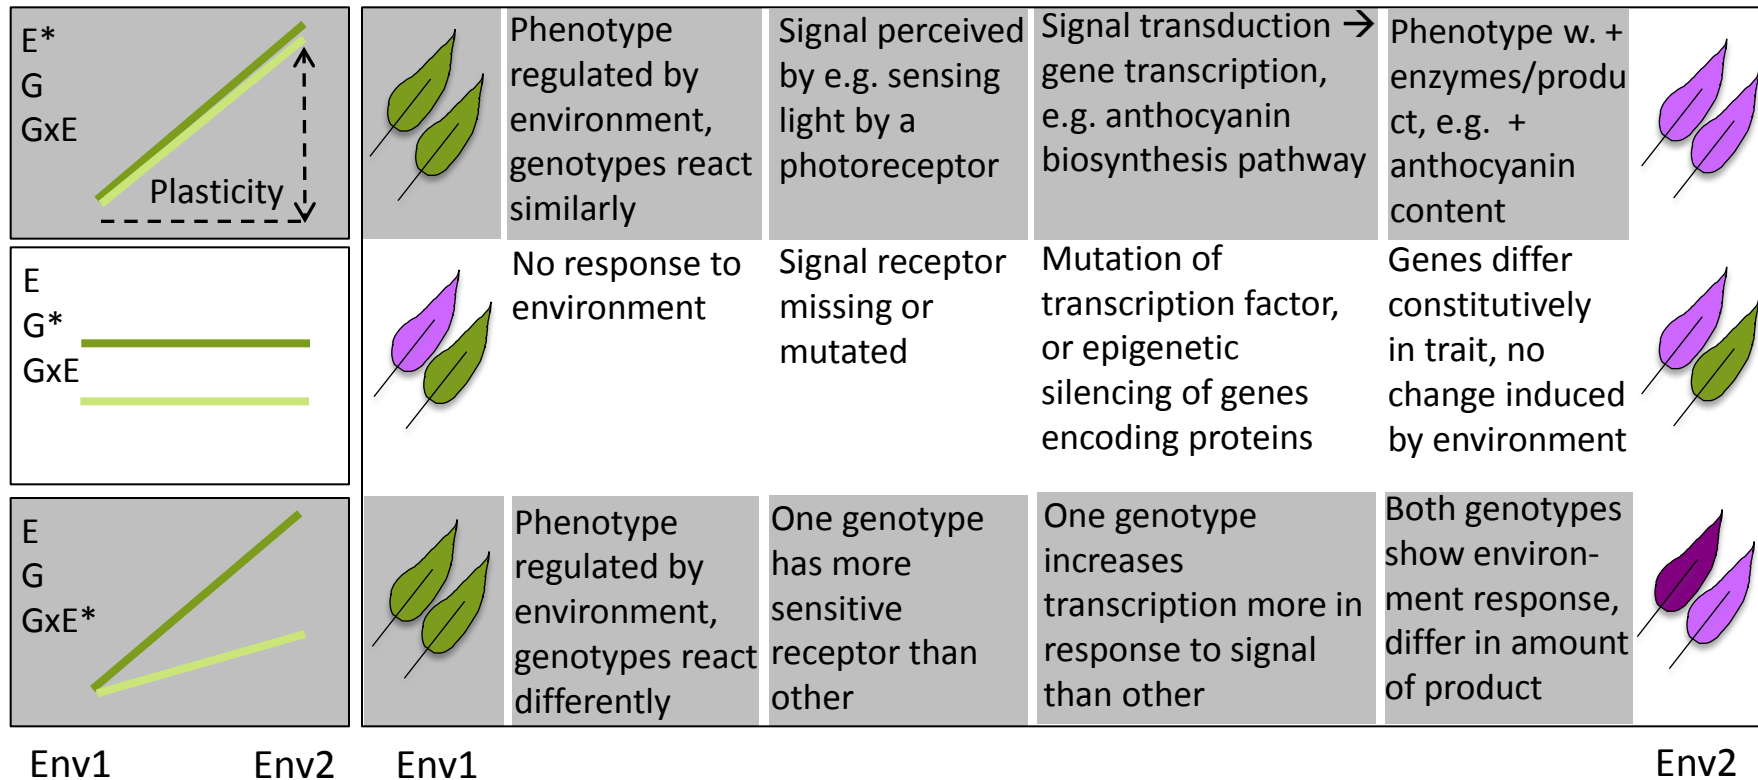 E*
G
GxE
Plasticity
Phenotype
regulated by
environment,
genotypes react
similarly
Signal perceived
by e.g. sensing
light by a
photoreceptor
Signal transduction →
gene transcription,
e.g. anthocyanin
biosynthesis pathway
Phenotype w. +
enzymes/produ
ct, e.g. +
anthocyanin
content
E
G*
GxE
No response to
environment
Signal receptor
missing or
mutated
Mutation of
transcription factor,
or epigenetic
silencing of genes
encoding proteins
Genes differ
constitutively
in trait, no
change induced
by environment
E
G
GxE*
Phenotype
regulated by
environment,
genotypes react
differently
One genotype
has more
sensitive
receptor than
other
One genotype
increases
transcription more in
response to signal
than other
Both genotypes
show environ-
ment response,
differ in amount
of product
Env1
Env2
Env1
Env2